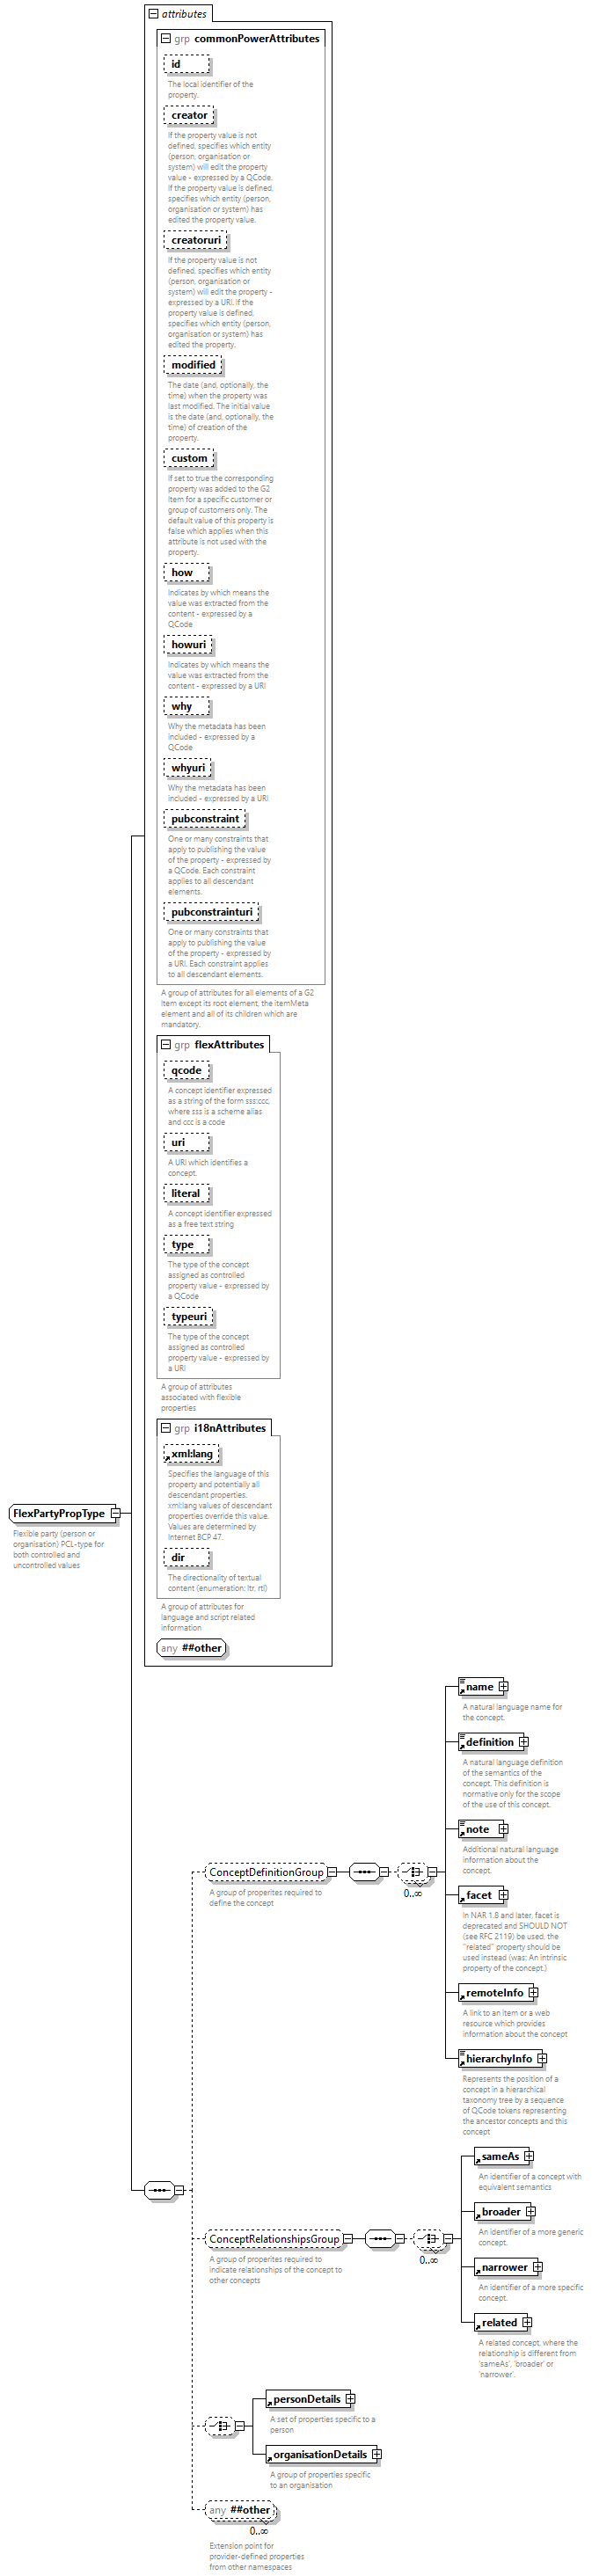 attributes
grp commonPowerAttributes
id
The local identifier of the
property.
creator
If the property value is not
defined, specifies which entity
(person, organisation or
system) will edit the property
value - expressed by a QCode.
If the property value is defined,
specifies which entity (person,
organisation or system) has
edited the property value.
creatoruri
If the property value is not
defined, specifies which entity
(person, organisation or
system) will edit the property -
expressed by a URI. If the
property value is defined,
specifies which entity (person,
organisation or system) has
edited the property.
modified
The date (and, optionally, the
time) when the property was
last modified. The initial value
is the date (and, optionally, the
time) of creation of the
property.
custom
If set to true the corresponding
property was added to the G2
Item for a specific customer or
group of customers only. The
default value of this property is
false which applies when this
attribute is not used with the
property.
how
Indicates by which means the
value was extracted from the
content - expressed by a
QCode
howuri
Indicates by which means the
value was extracted from the
content - expressed by a URI
why
Why the metadata has been
included - expressed by a
QCode
whyuri
Why the metadata has been
included - expressed by a URI
pubconstraint
One or many constraints that
apply to publishing the value
of the property - expressed by
a QCode. Each constraint
applies to all descendant
elements.
pubconstrainturi
One or many constraints that
apply to publishing the value
of the property - expressed by
a URI. Each constraint applies
to all descendant elements.
A group of attributes for all elements of a G2
Item except its root element, the itemMeta
element and all of its children which are
mandatory.
grp flexAttributes
qcode
A concept identifier expressed
as a string of the form sss:ccc,
where sss is a scheme alias
and ccc is a code
uri
A URI which identifies a
concept.
literal
A concept identifier expressed
as a free text string
type
The type of the concept
assigned as controlled
property value - expressed by
a QCode
typeuri
The type of the concept
assigned as controlled
property value - expressed by
a URI
A group of attributes
associated with flexible
properties
grp i18nAttributes
xml:lang
Specifies the language of this
property and potentially all
descendant properties.
xml:lang values of descendant
properties override this value.
Values are determined by
Internet BCP 47.
dir
The directionality of textual
content (enumeration: ltr, rtl)
A group of attributes for
language and script related
information
any ##other
FlexPartyPropType
Flexible party (person or
organisation) PCL-type for
both controlled and
uncontrolled values
ConceptDefinitionGroup
0..∞
A group of properites required to
define the concept
name
A natural language name for
the concept.
definition
A natural language definition
of the semantics of the
concept. This definition is
normative only for the scope
of the use of this concept.
note
Additional natural language
information about the
concept.
facet
In NAR 1.8 and later, facet is
deprecated and SHOULD NOT
(see RFC 2119) be used, the
"related" property should be
used instead (was: An intrinsic
property of the concept.)
remoteInfo
A link to an item or a web
resource which provides
information about the concept
hierarchyInfo
Represents the position of a
concept in a hierarchical
taxonomy tree by a sequence
of QCode tokens representing
the ancestor concepts and this
concept
ConceptRelationshipsGroup
0..∞
A group of properites required to
indicate relationships of the concept to
other concepts
sameAs
An identifier of a concept with
equivalent semantics
broader
An identifier of a more generic
concept.
narrower
An identifier of a more specific
concept.
related
A related concept, where the
relationship is different from
'sameAs', 'broader' or
'narrower'.
personDetails
A set of properties specific to a
person
organisationDetails
A group of properties specific
to an organisation
any ##other
0..∞
Extension point for
provider-defined properties
from other namespaces